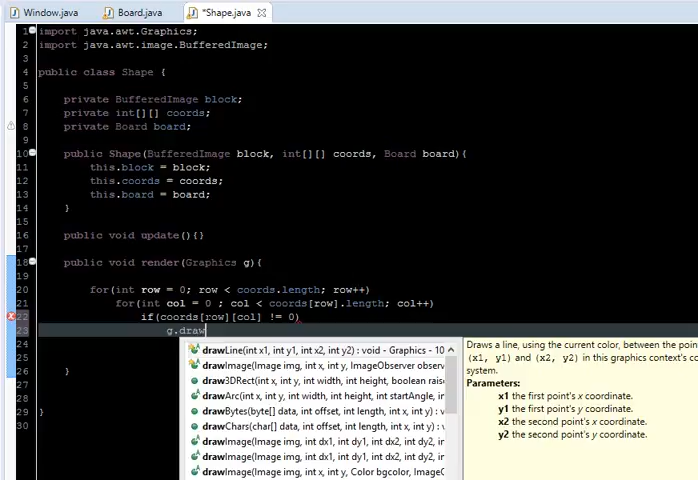 Window.java Board.java *Shape.java
1 import java.awt.Graphics;
2 import java.awt.image.BufferedImage;
3
4 public class Shape {
5
6 private BufferedImage block;
7 private int[][] coords;
8 private Board board;
9
10 public Shape(BufferedImage block, int[][] coords, Board board){
11 this.block = block;
12 this.coords = coords;
13 this.board = board;
14 }
15
16 public void update(){}
17
18 public void render(Graphics g){
19
20 for(int row = 0; row < coords.length; row++)
21 for(int col = 0 ; col < coords[row].length; col++)
22 if(coords[row][col] != 0)
23 g.draw
24
25
26 }
27
28
29 }
30
drawLine(int x1, int y1, int x2, int y2) : void - Graphics - 10
drawImage(Image img, int x, int y, ImageObserver obser
draw3DRect(int x, int y, int width, int height, boolean raise
drawArc(int x, int y, int width, int height, int startAngle, i
drawBytes(byte[] data, int offset, int length, int x, int y) : v
drawChars(char[] data, int offset, int length, int x, int y) :
drawImage(Image img, int dx1, int dy1, int dx2, int dy2,
drawImage(Image img, int dx1, int dy1, int dx2, int dy2,
drawImage(Image img, int x, int y, Color bgcolor, ImageO
Draws a line, using the current color, between the poin
(x1, y1) and (x2, y2) in this graphics context's coo
system.
Parameters:
x1 the first point's x coordinate.
y1 the first point's y coordinate.
x2 the second point's x coordinate.
y2 the second point's y coordinate.